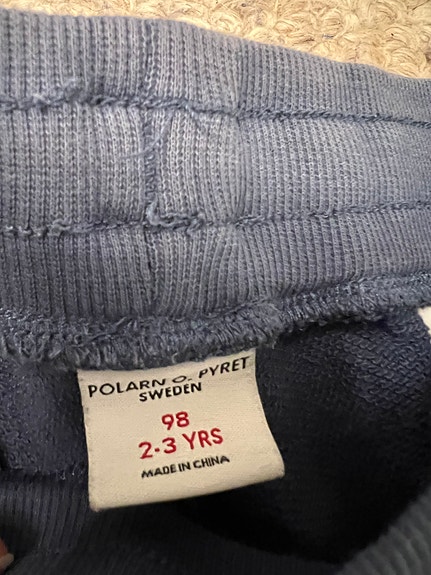 POLARN O. PYRET
SWEDEN
98
2-3 YRS
MADE IN CHINA